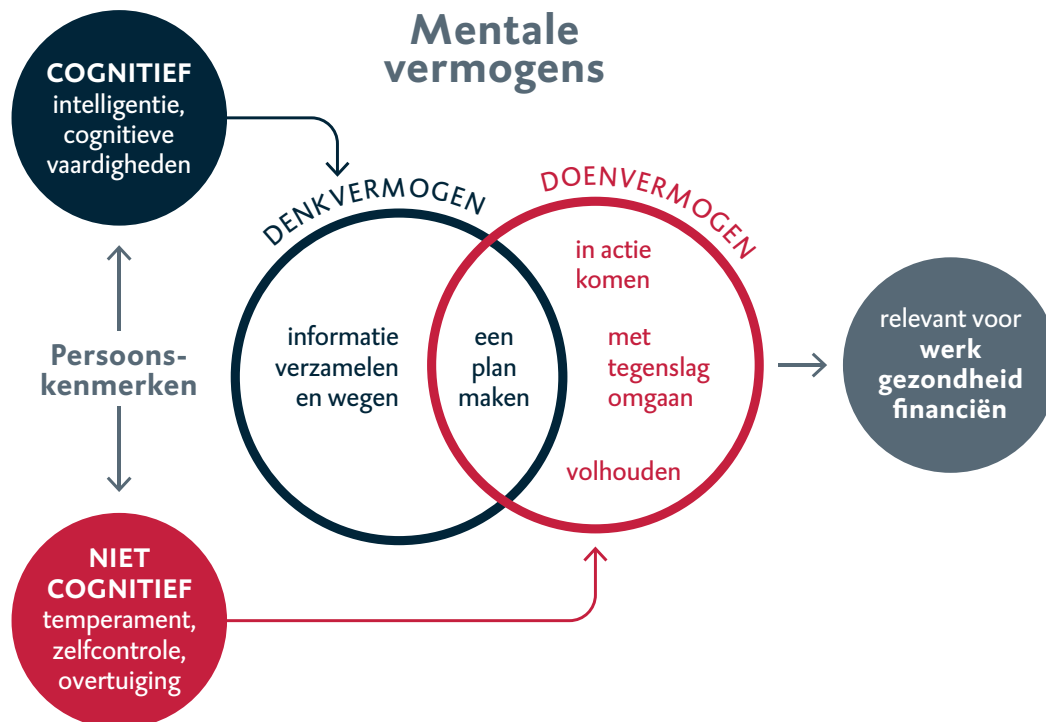 Mentale
vermogens
COGNITIEF
intelligentie,
cognitieve
vaardigheden
Persoons-
kenmerken
NIET
COGNITIEF
temperament,
zelfcontrole,
overtuiging
DENKVERMOGEN
informatie
verzamelen
en wegen
een
plan
maken
DOENVERMOGEN
in actie
komen
met
tegenslag
omgaan
volhouden
relevant voor
werk
gezondheid
financiën